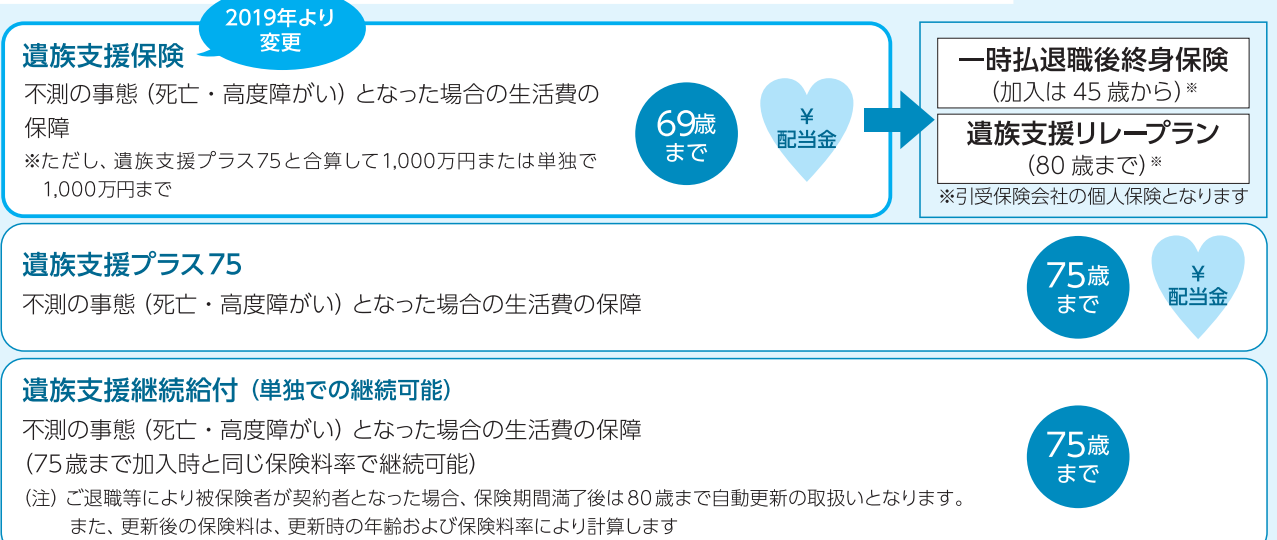 2019年より
変更
遺族支援保険
不測の事態（死亡・高度障がい）となった場合の生活費の
保障
※ただし、遺族支援プラス75と合算して1,000万円または単独で
1,000万円まで
69歳
まで
¥
配当金
一時払退職後終身保険
（加入は 45 歳から）※
遺族支援リレープラン
（80 歳まで）※
※引受保険会社の個人保険となります
遺族支援プラス75
不測の事態（死亡・高度障がい）となった場合の生活費の保障
75歳
まで
¥
配当金
遺族支援継続給付（単独での継続可能）
不測の事態（死亡・高度障がい）となった場合の生活費の保障
（75歳まで加入時と同じ保険料率で継続可能）
（注）ご退職等により被保険者が契約者となった場合、保険期間満了後は80歳まで自動更新の取扱いとなります。
また、更新後の保険料は、更新時の年齢および保険料率により計算します
75歳
まで